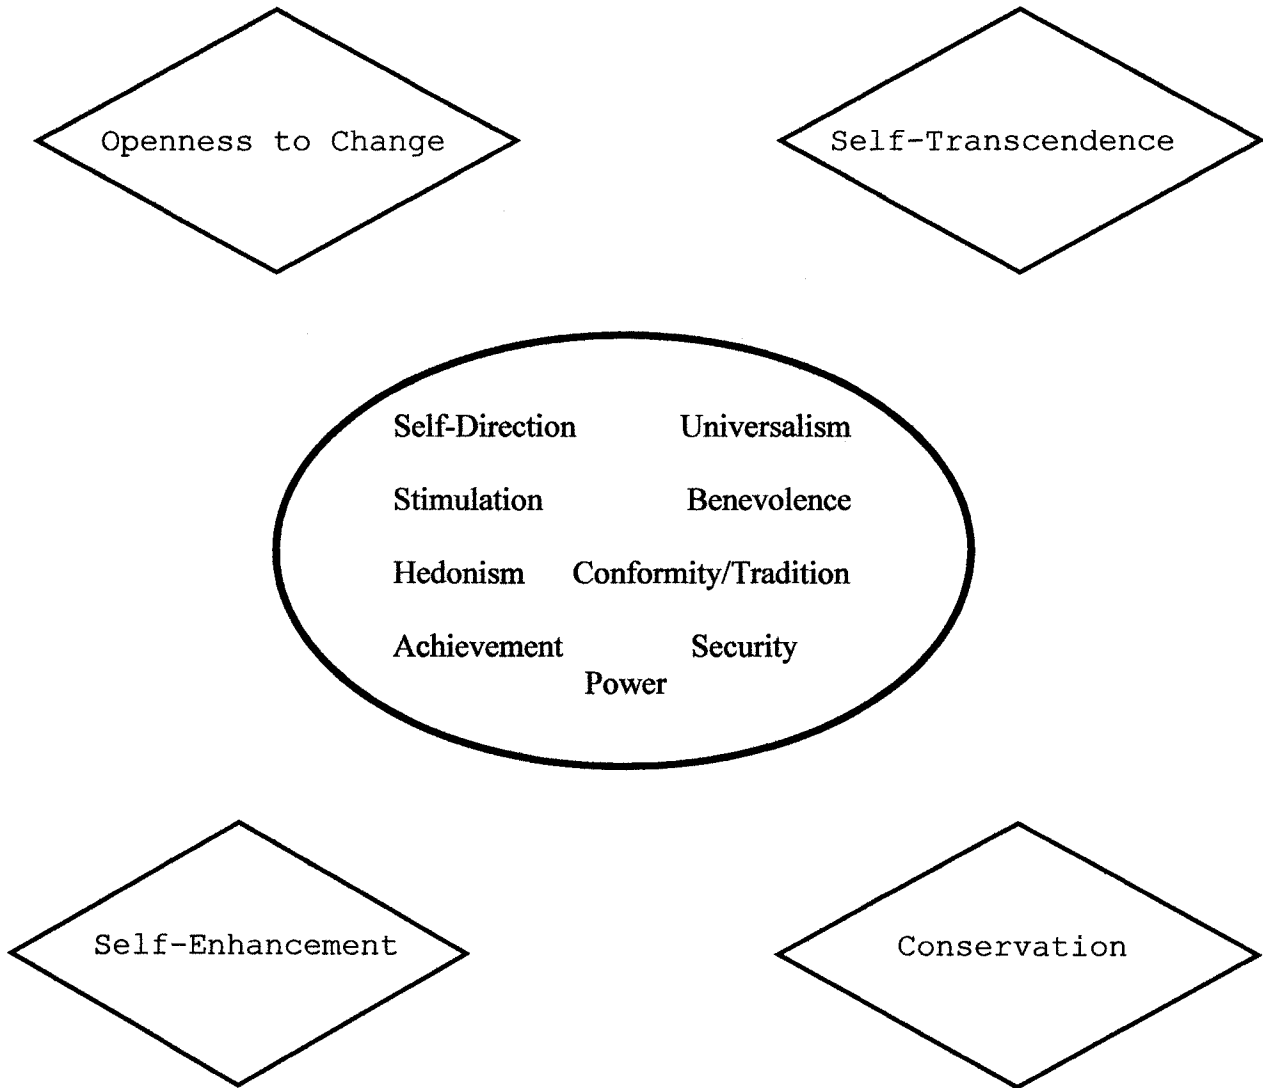 Openness to Change
Self-Transcendence
Self-Direction Universalism
Stimulation Benevolence
Hedonism Conformity/Tradition
Achievement Security
Power
Self-Enhancement
Conservation